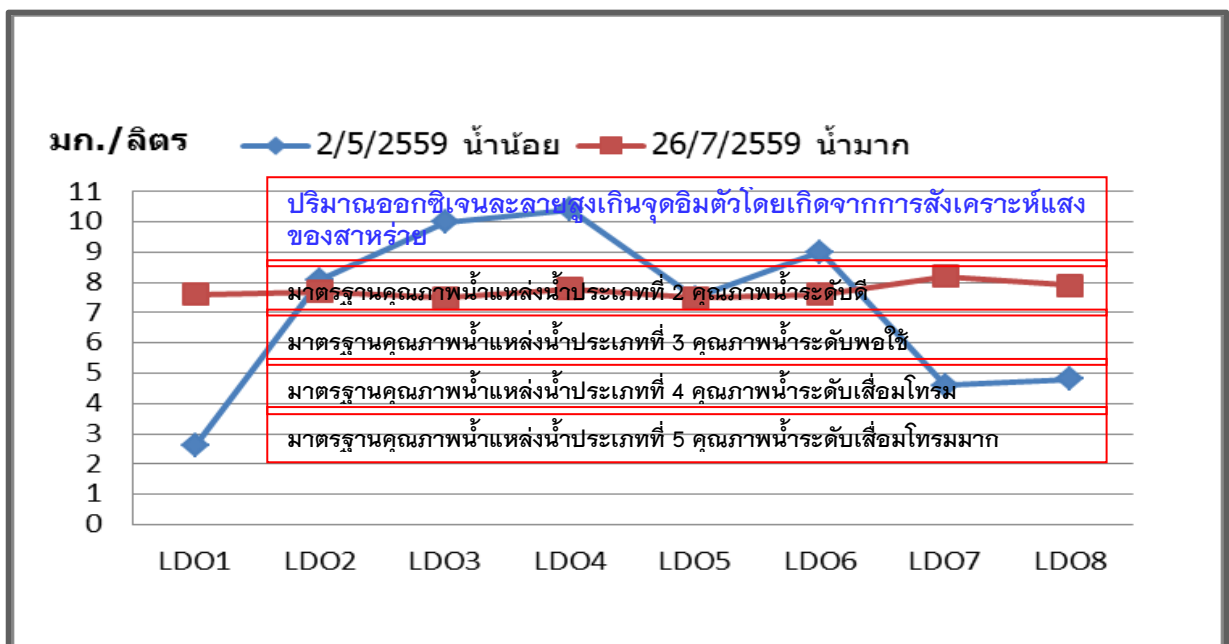 มก./ลิตร
2/5/2559 น้ำน้อย
26/7/2559 น้ำมาก
11
10
9
8
7
6
5
4
3
2
1
0
ปริมาณออกซิเจนละลายสูงเกินจุดอิมตัวโดยเกิดจากการสังเคราะห์แสง
ของสาหร่าย
มาตรฐานคุณภาพน้ำแหล่งน้ำประเภทที่ 2 คุณภาพน้ำระดับดี
มาตรฐานคุณภาพน้ำแหล่งน้ำประเภทที่ 3 คุณภาพน้ำระดับพอใช้
มาตรฐานคุณภาพน้ำแหล่งน้ำประเภทที่ 4 คุณภาพน้ำระดับเสื่อมโทรม
มาตรฐานคุณภาพน้ำแหล่งน้ำประเภทที่ 5 คุณภาพน้ำระดับเสื่อมโทรมมาก
LDO1 LDO2 LDO3 LDO4 LDO5 LDO6 LDO7 LDO8